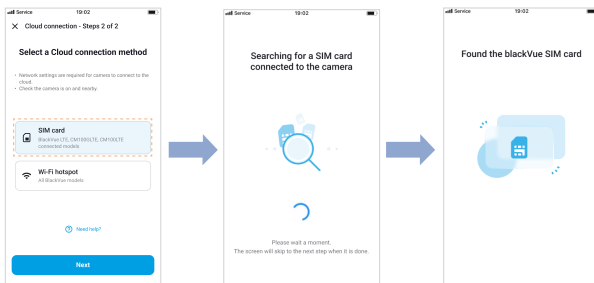 Service 19:02
Cloud connection - Steps 2 of 2
Select a Cloud connection method
• Network settings are required for camera to connect to the
cloud.
• Check the camera is on and nearby.
SIM card
BlackVue LTE, CM100GLTE, CM100LTE
connected models
Wi-Fi hotspot
All BlackVue models
Need help?
Next
Service 19:02
Searching for a SIM card
connected to the camera
Please wait a moment.
The screen will skip to the next step when it is done.
Service 19:02
Found the blackVue SIM card